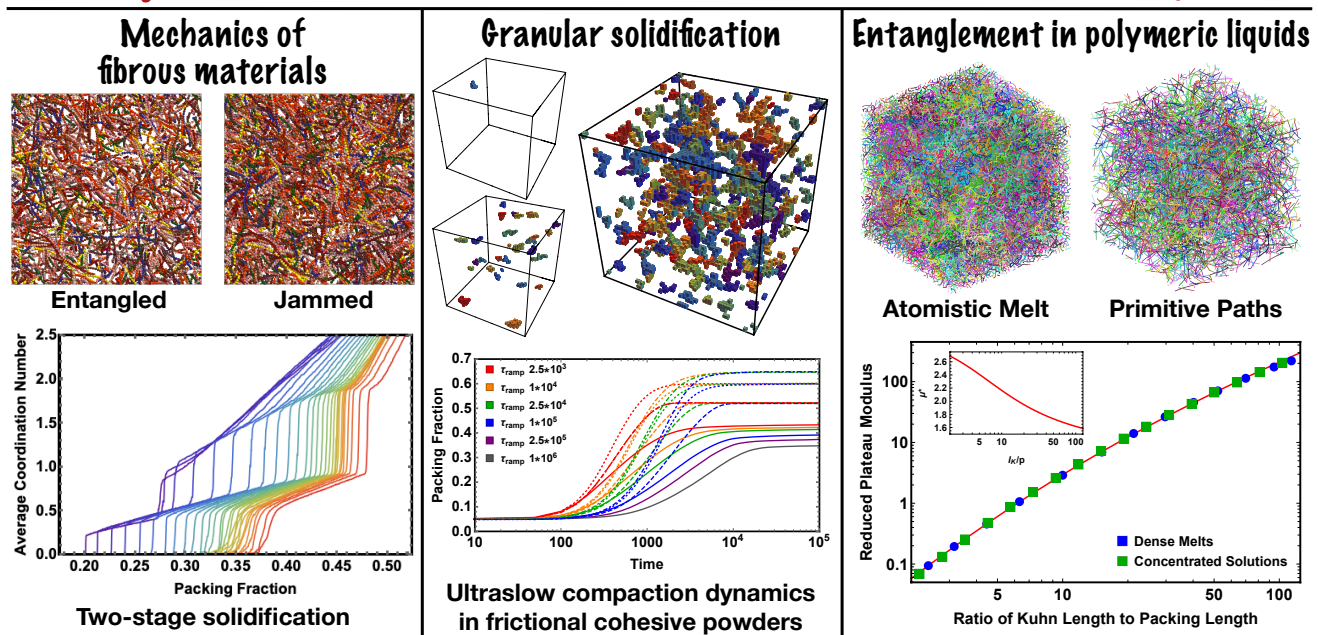 Mechanics of
fibrous materials
Entangled
Jammed
Average Coordination Number
2.5
2.0
1.5
1.0
0.5
0.0
0.20
0.25
0.30
0.35
0.40
0.45
0.50
Packing Fraction
Two-stage solidification
Granular solidification
Packing Fraction
0.7
0.6
0.5
0.4
0.3
0.2
0.1
0.0
τramp 2.5*10³
τramp 1*10⁴
τramp 2.5*10⁴
τramp 1*10⁵
τramp 2.5*10⁵
τramp 1*10⁶
10
100
1000
10⁴
10⁵
Time
Ultraslow compaction dynamics
in frictional cohesive powders
Entanglement in polymeric liquids
Atomistic Melt
Primitive Paths
Reduced Plateau Modulus
100
10
1
0.1
2.6
2.4
2.2
2.0
1.8
1.6
5
10
50
100
lK/p
Dense Melts
Concentrated Solutions
5
10
50
100
Ratio of Kuhn Length to Packing Length